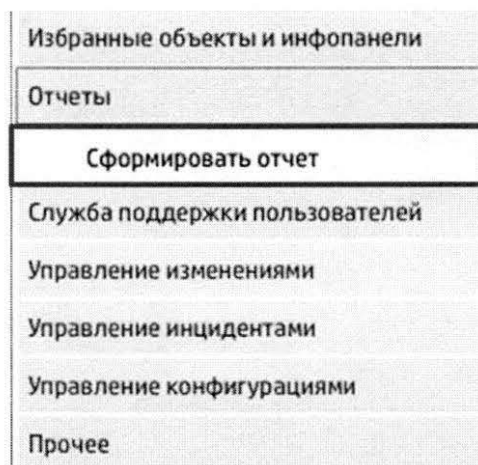 Избранные объекты и инфопанели
Отчеты
Сформировать отчет
Служба поддержки пользователей
Управление изменениями
Управление инцидентами
Управление конфигурациями
Прочее